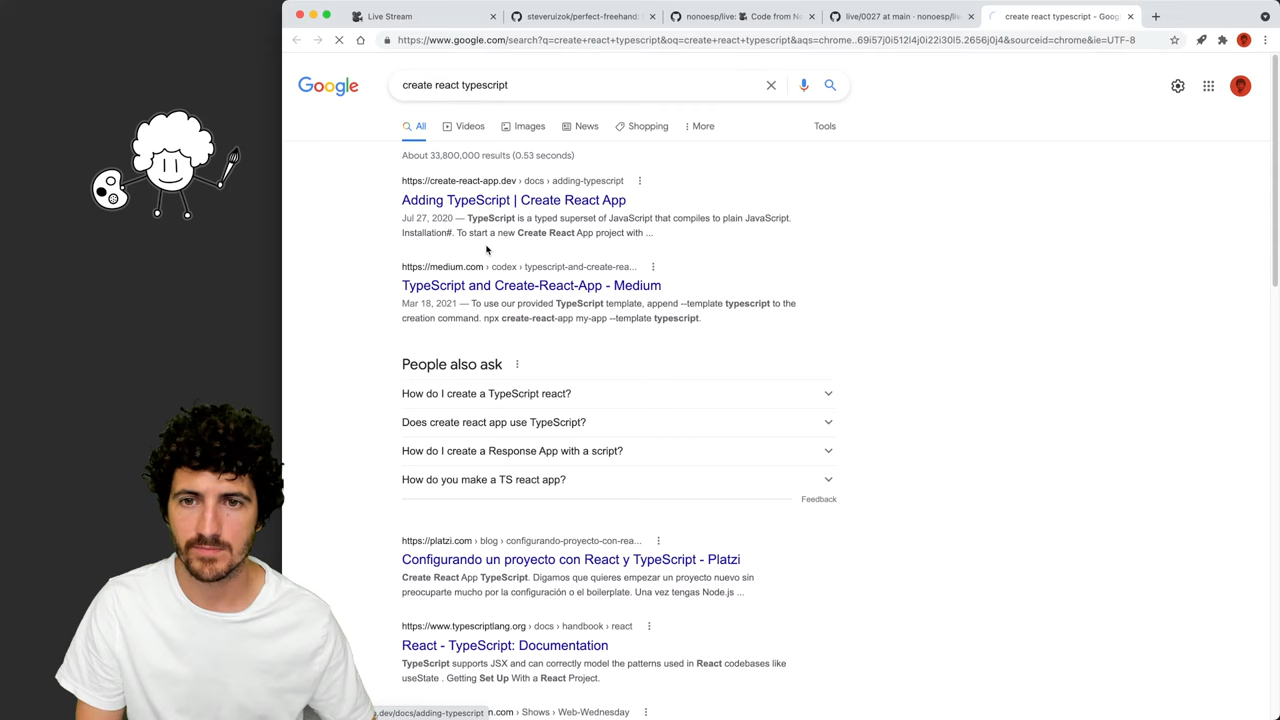 Live Stream
steveruizok/perfect-freehand:
nonoesp/live: Code from No
live/0027 at main · nonoesp/live
create react typescript - Goog
https://www.google.com/search?q=create+react+typescript&oq=create+react+typescript&aqs=chrome..69i57j0i512l4j0i22i30l5.2656j0j4&sourceid=chrome&ie=UTF-8
Google
create react typescript
All
Videos
Images
News
Shopping
More
Tools
About 33,800,000 results (0.53 seconds)
https://create-react-app.dev › docs › adding-typescript
Adding TypeScript | Create React App
Jul 27, 2020 — TypeScript is a typed superset of JavaScript that compiles to plain JavaScript.
Installation#. To start a new Create React App project with ...
https://medium.com › codex › typescript-and-create-rea...
TypeScript and Create-React-App - Medium
Mar 18, 2021 — To use our provided TypeScript template, append --template typescript to the
creation command. npx create-react-app my-app --template typescript.
People also ask
How do I create a TypeScript react?
Does create react app use TypeScript?
How do I create a Response App with a script?
How do you make a TS react app?
Feedback
https://platzi.com › blog › configurando-proyecto-con-rea...
Configurando un proyecto con React y TypeScript - Platzi
Create React App TypeScript. Digamos que quieres empezar un proyecto nuevo sin
preocuparte mucho por la configuración o el boilerplate. Una vez tengas Node.js ...
https://www.typescriptlang.org › docs › handbook › react
React - TypeScript: Documentation
TypeScript supports JSX and can correctly model the patterns used in React codebases like
useState . Getting Set Up With a React Project.
.dev/docs/adding-typescript
n.com › Shows › Web-Wednesday